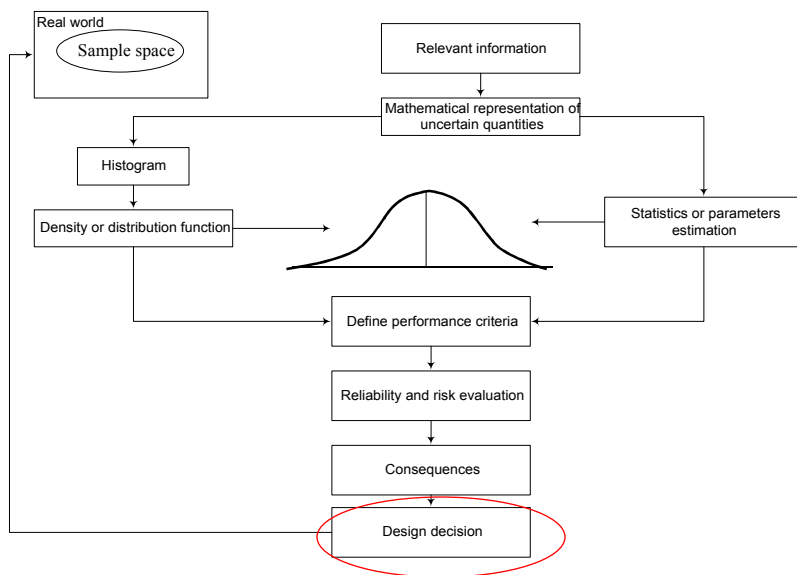 Real world
Sample space
Relevant information
Mathematical representation of
uncertain quantities
Histogram
Density or distribution function
Statistics or parameters
estimation
Define performance criteria
Reliability and risk evaluation
Consequences
Design decision